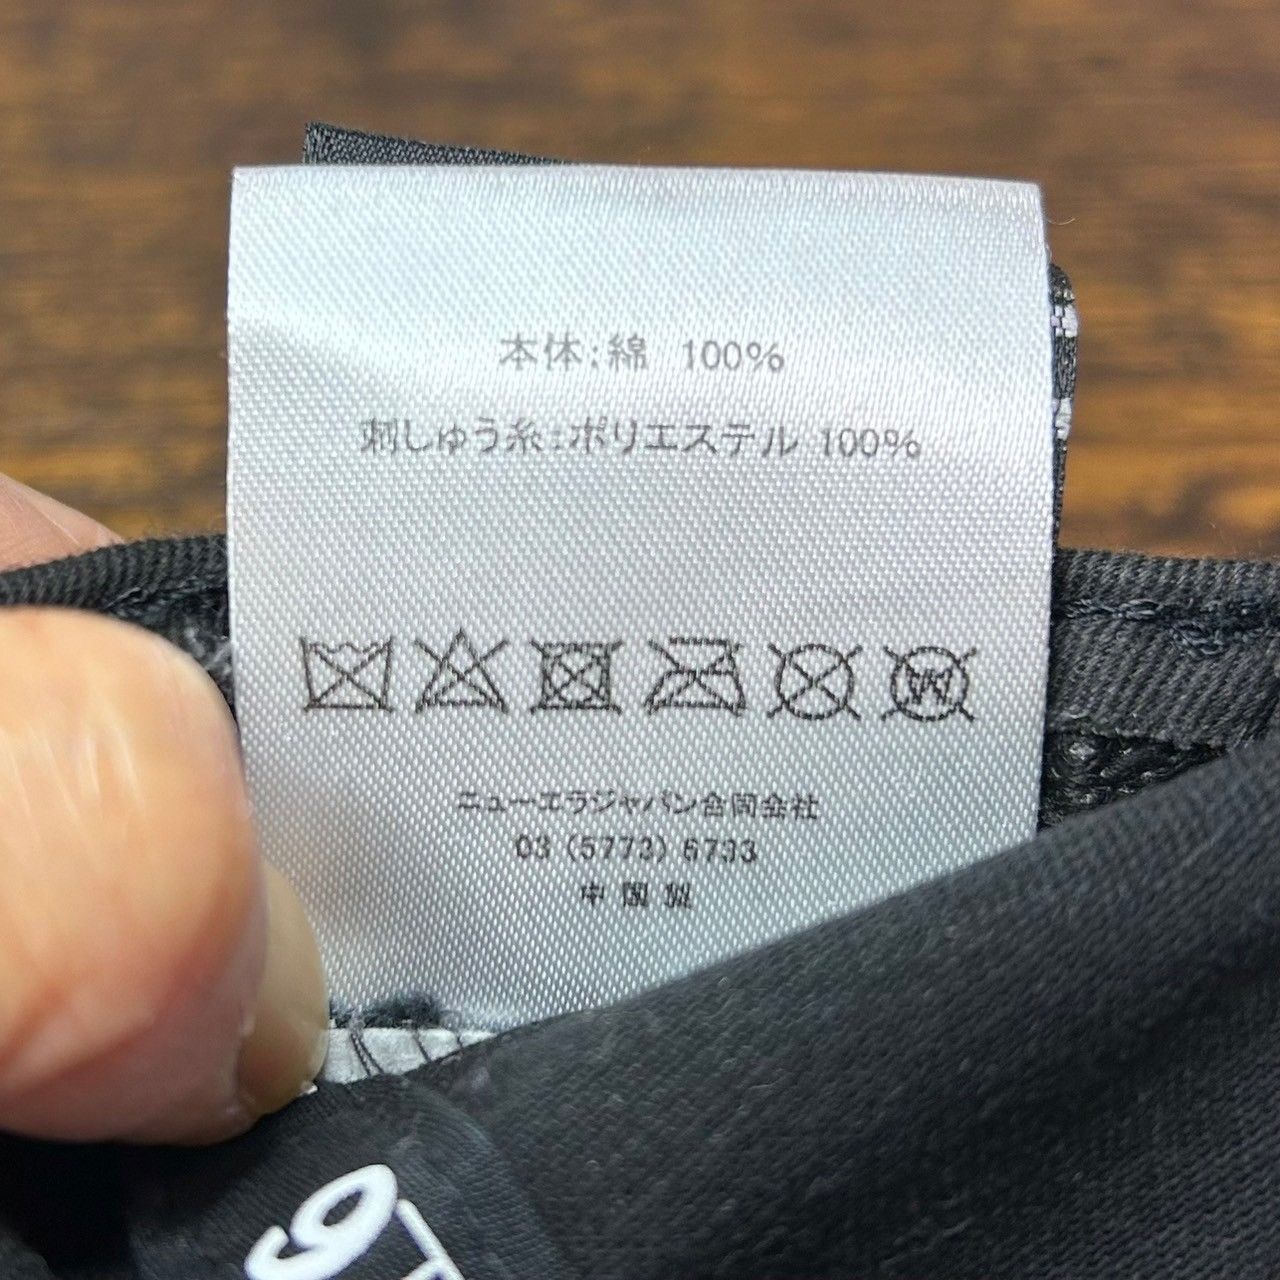 本体:綿 100%
刺しゅう糸:ポリエステル 100%
ニューエラジャパン合同会社
03 (5773) 6733
中国製